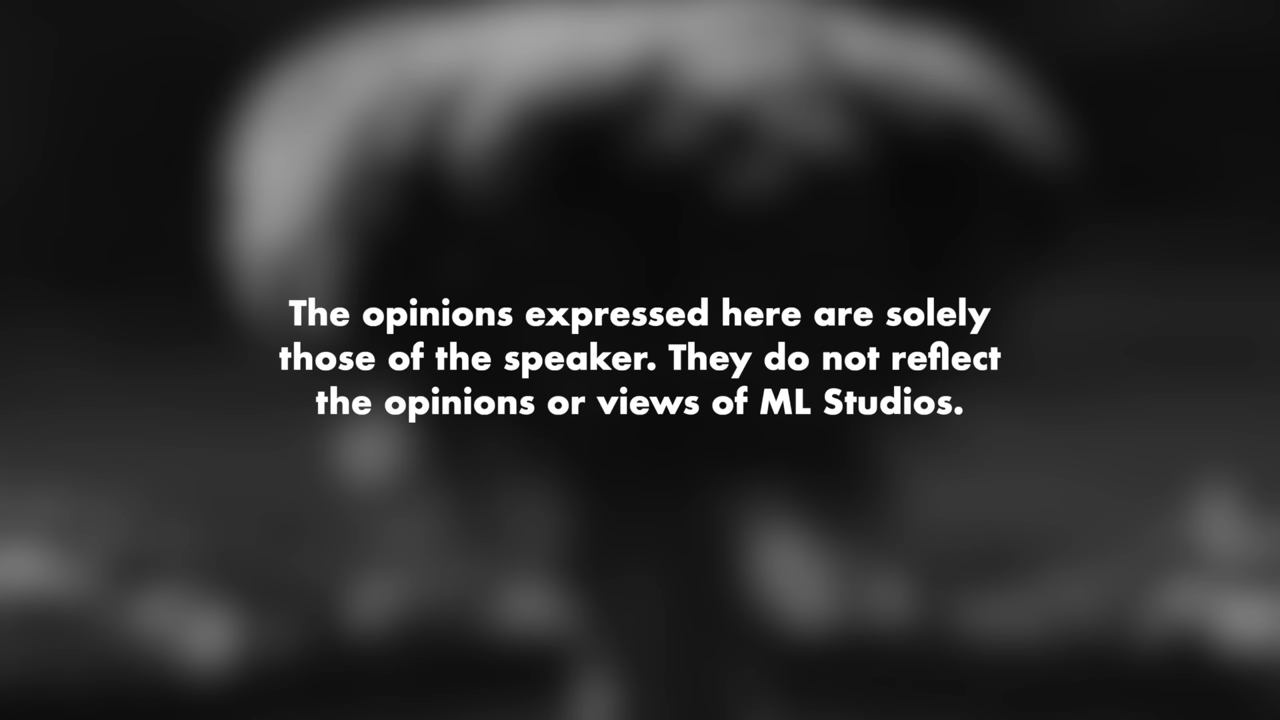 The opinions expressed here are solely
those of the speaker. They do not reflect
the opinions or views of ML Studios.